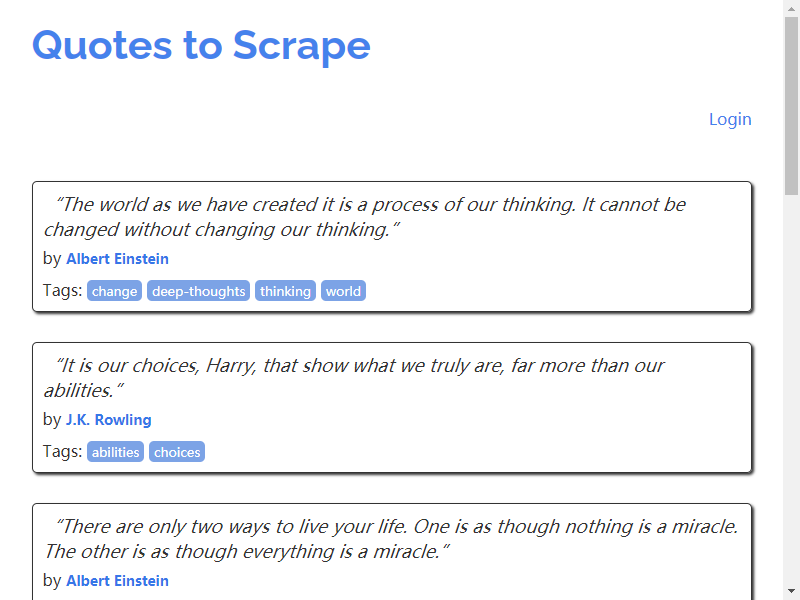 Quotes to Scrape
Login
“The world as we have created it is a process of our thinking. It cannot be
changed without changing our thinking.”
by Albert Einstein
Tags: change deep-thoughts thinking world
“It is our choices, Harry, that show what we truly are, far more than our
abilities.”
by J.K. Rowling
Tags: abilities choices
“There are only two ways to live your life. One is as though nothing is a miracle.
The other is as though everything is a miracle.”
by Albert Einstein